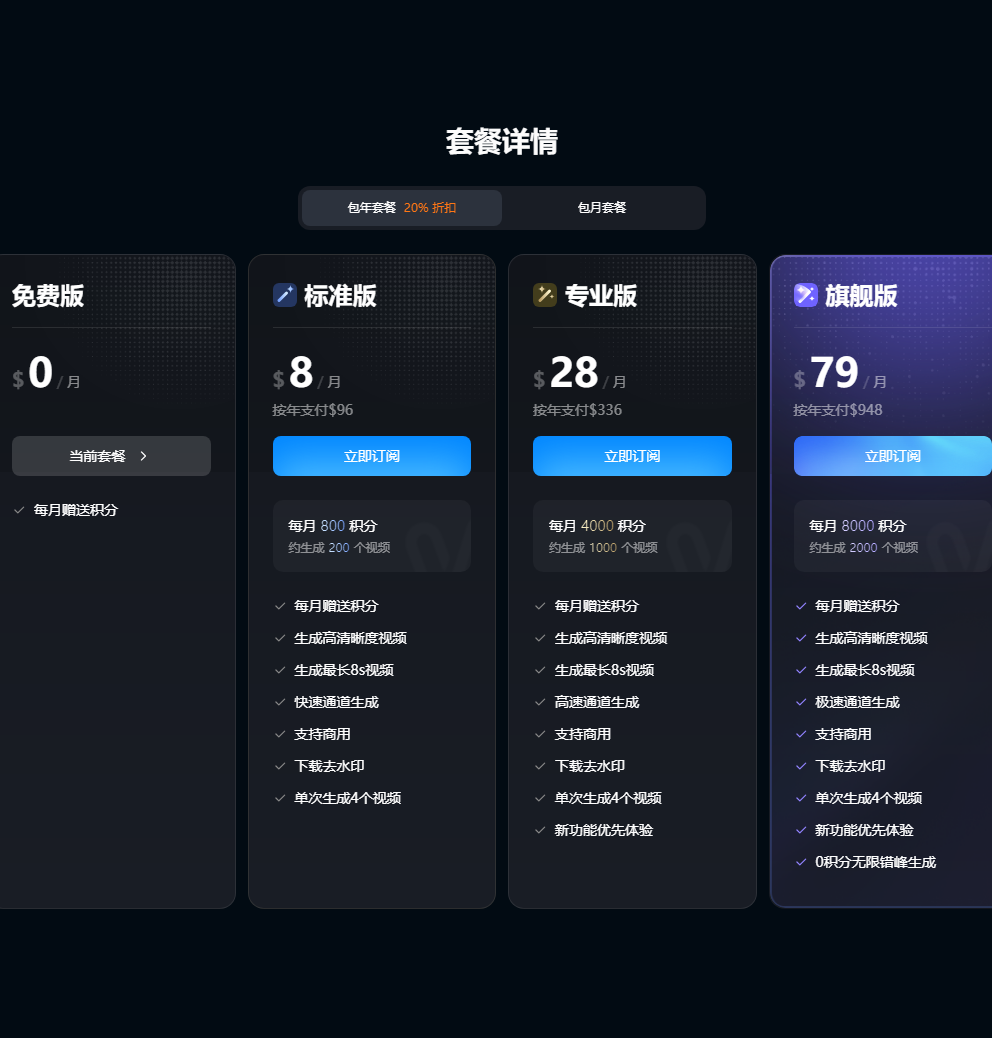 套餐详情
包年套餐 20% 折扣
包月套餐
免费版
$ 0 / 月
当前套餐
每月赠送积分
标准版
$ 8 / 月
按年支付$96
立即订阅
每月 800 积分
约生成 200 个视频
每月赠送积分
生成高清晰度视频
生成最长8s视频
快速通道生成
支持商用
下载去水印
单次生成4个视频
专业版
$ 28 / 月
按年支付$336
立即订阅
每月 4000 积分
约生成 1000 个视频
每月赠送积分
生成高清晰度视频
生成最长8s视频
高速通道生成
支持商用
下载去水印
单次生成4个视频
新功能优先体验
旗舰版
$ 79 / 月
按年支付$948
立即订阅
每月 8000 积分
约生成 2000 个视频
每月赠送积分
生成高清晰度视频
生成最长8s视频
极速通道生成
支持商用
下载去水印
单次生成4个视频
新功能优先体验
0积分无限错峰生成